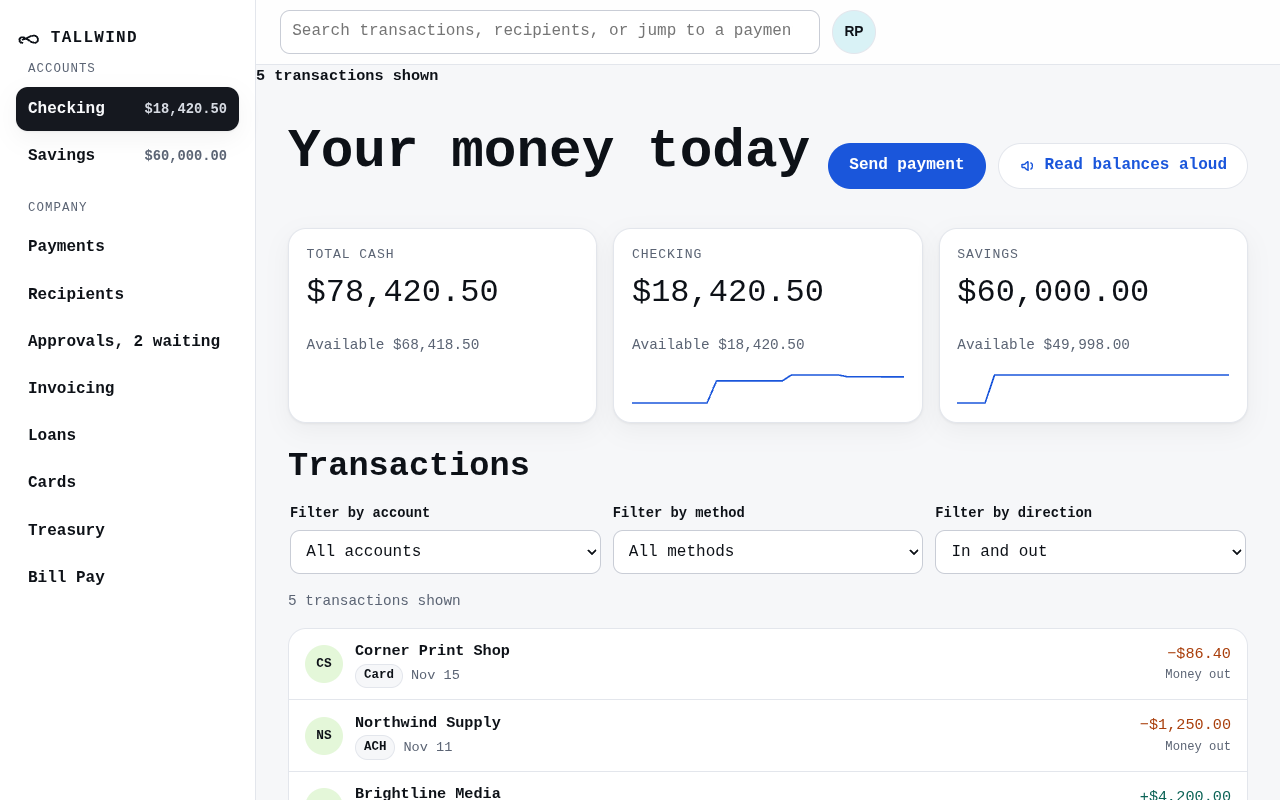 TALLWIND
ACCOUNTS
Checking $18,420.50
Savings $60,000.00
COMPANY
Payments
Recipients
Approvals, 2 waiting
Invoicing
Loans
Cards
Treasury
Bill Pay
Search transactions, recipients, or jump to a paymen
RP
5 transactions shown
Your money today
Send payment
Read balances aloud
TOTAL CASH
$78,420.50
Available $68,418.50
CHECKING
$18,420.50
Available $18,420.50
SAVINGS
$60,000.00
Available $49,998.00
Transactions
Filter by account
All accounts
Filter by method
All methods
Filter by direction
In and out
5 transactions shown
CS
Corner Print Shop
Card Nov 15
−$86.40
Money out
NS
Northwind Supply
ACH Nov 11
−$1,250.00
Money out
Brightline Media
+$4,200.00